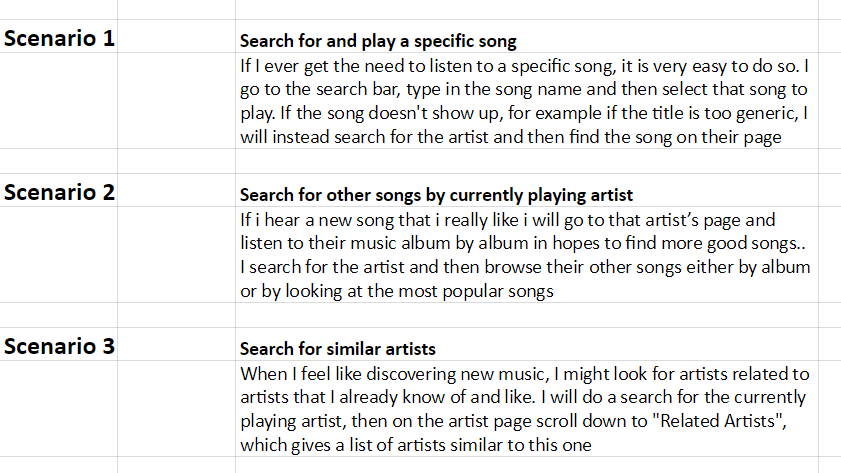 Scenario 1
Search for and play a specific song
If I ever get the need to listen to a specific song, it is very easy to do so. I
go to the search bar, type in the song name and then select that song to
play. If the song doesn't show up, for example if the title is too generic, I
will instead search for the artist and then find the song on their page
Scenario 2
Search for other songs by currently playing artist
If i hear a new song that i really like i will go to that artist’s page and
listen to their music album by album in hopes to find more good songs..
I search for the artist and then browse their other songs either by album
or by looking at the most popular songs
Scenario 3
Search for similar artists
When I feel like discovering new music, I might look for artists related to
artists that I already know of and like. I will do a search for the currently
playing artist, then on the artist page scroll down to "Related Artists",
which gives a list of artists similar to this one